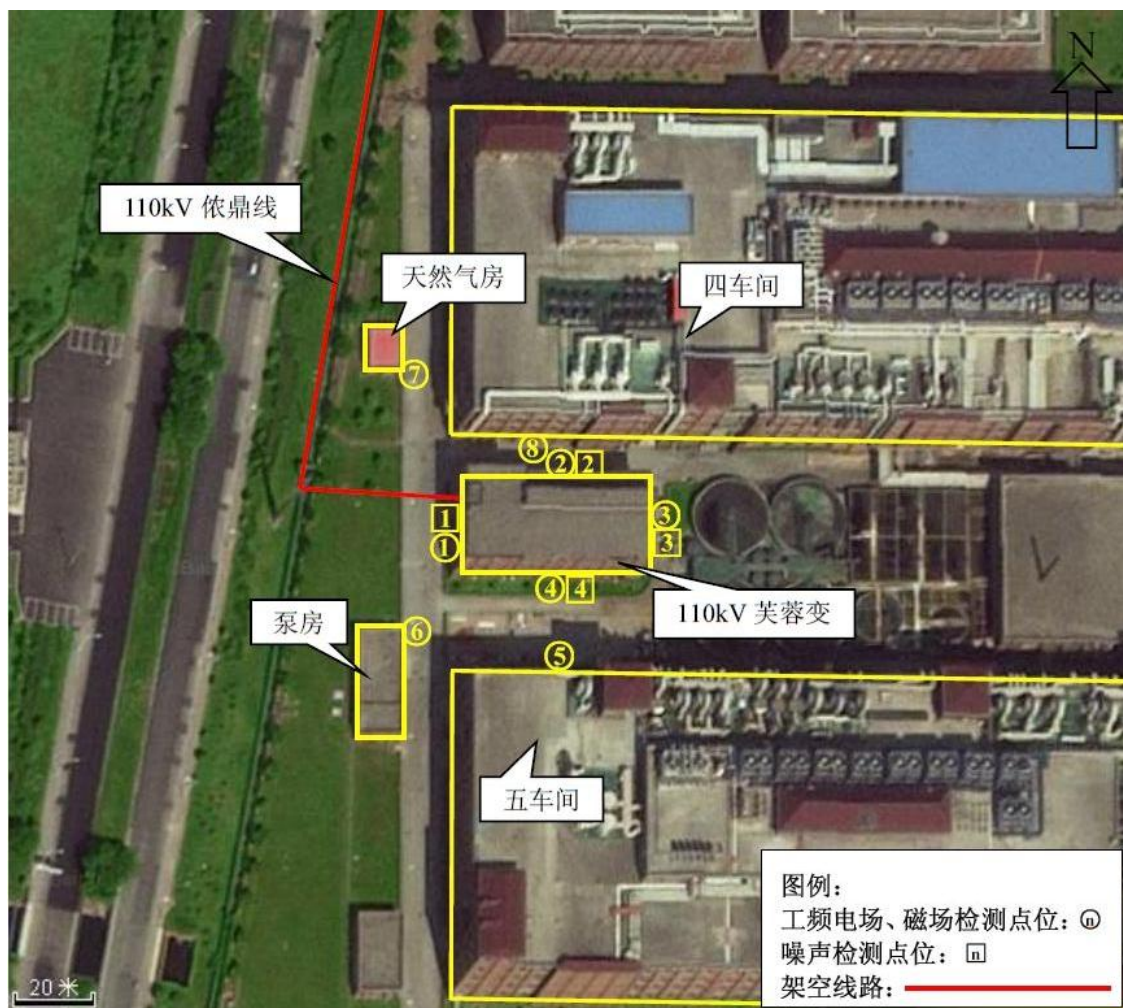 N
110kV 侬鼎线
天然气房
四车间
⑦
⑧
② 2
1
①
③
3
④ 4
110kV 芙蓉变
泵房
⑥
⑤
五车间
图例：
工频电场、磁场检测点位：ⓝ
噪声检测点位：n
架空线路：
20 米